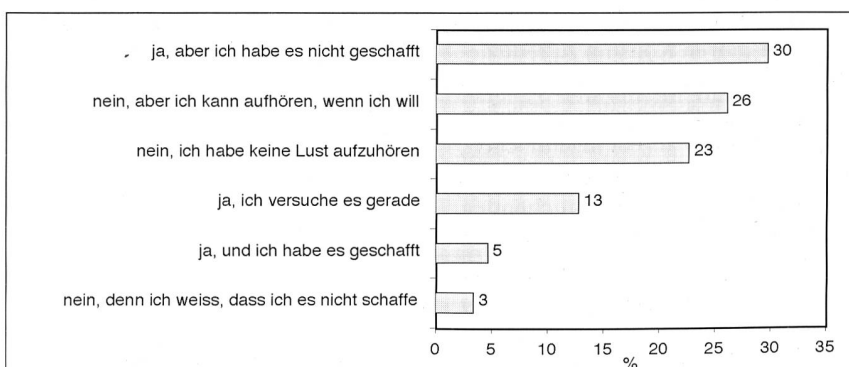 ja, aber ich habe es nicht geschafft 30
nein, aber ich kann aufhören, wenn ich will 26
nein, ich habe keine Lust aufzuhören 23
ja, ich versuche es gerade 13
ja, und ich habe es geschafft 5
nein, denn ich weiss, dass ich es nicht schaffe 3
0 5 10 15 20 25 30 35
%